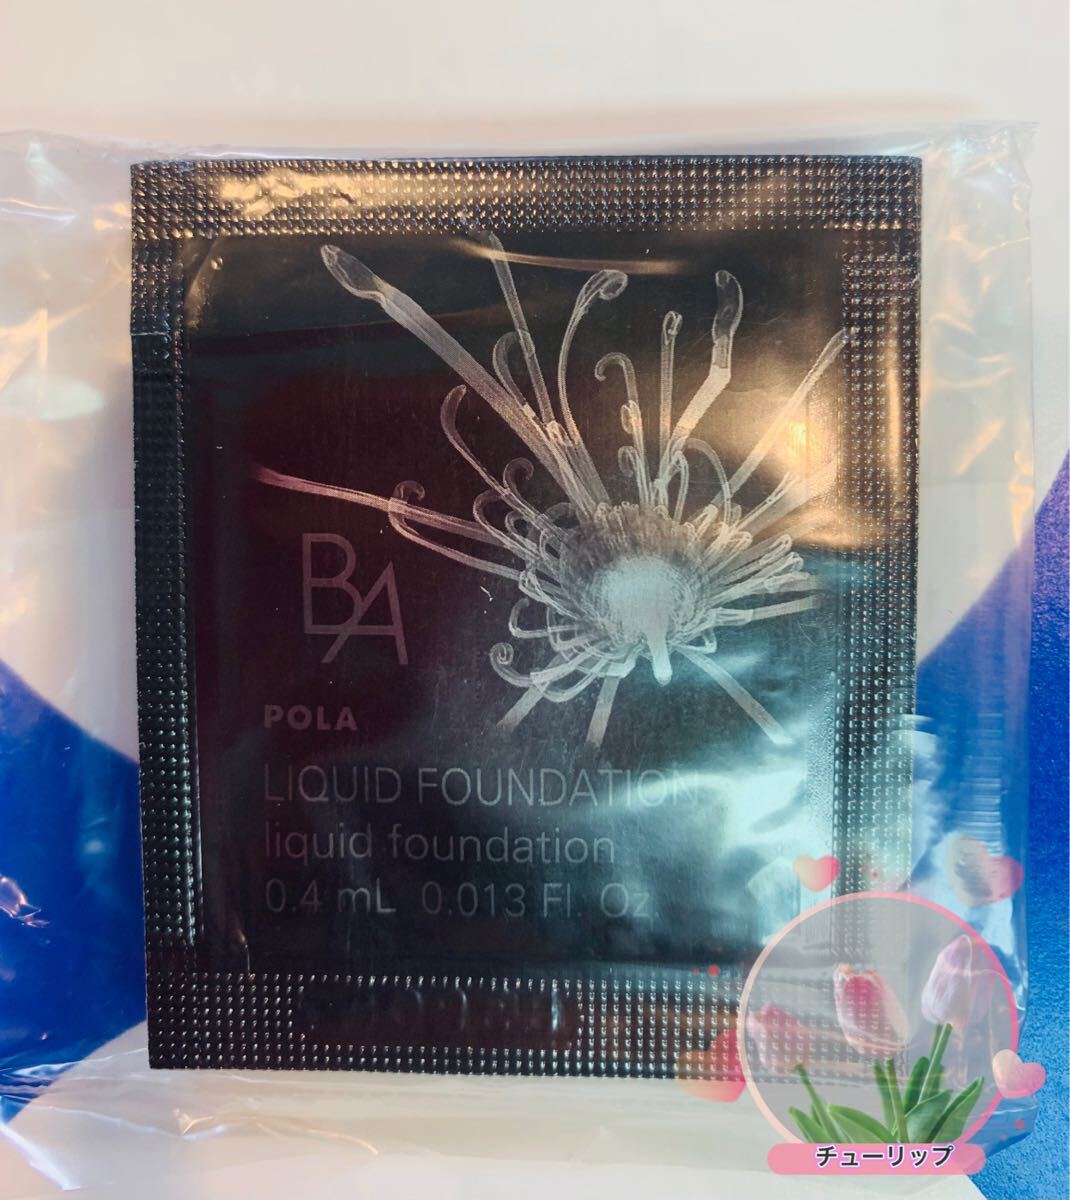 BA
POLA
LIQUID FOUNDATION
liquid foundation
0.4 mL 0.013 Fl. Oz.
チューリップ